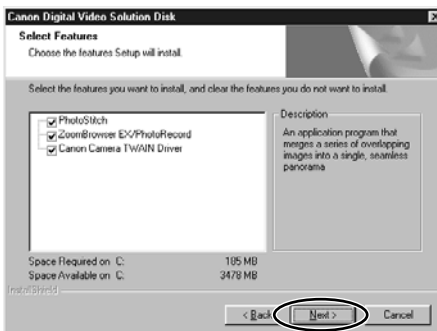 Canon Digital Video Solution Disk
Select Features
Choose the features Setup will install.
Select the features you want to install, and clear the features you do not want to install.
PhotoStitch
ZoomBrowser EX/PhotoRecord
Canon Camera TWAIN Driver
Description
An application program that
merges a series of overlapping
images into a single, seamless
panorama
Space Required on C: 105 MB
Space Available on C: 3478 MB
InstallShield
< Back Next > Cancel